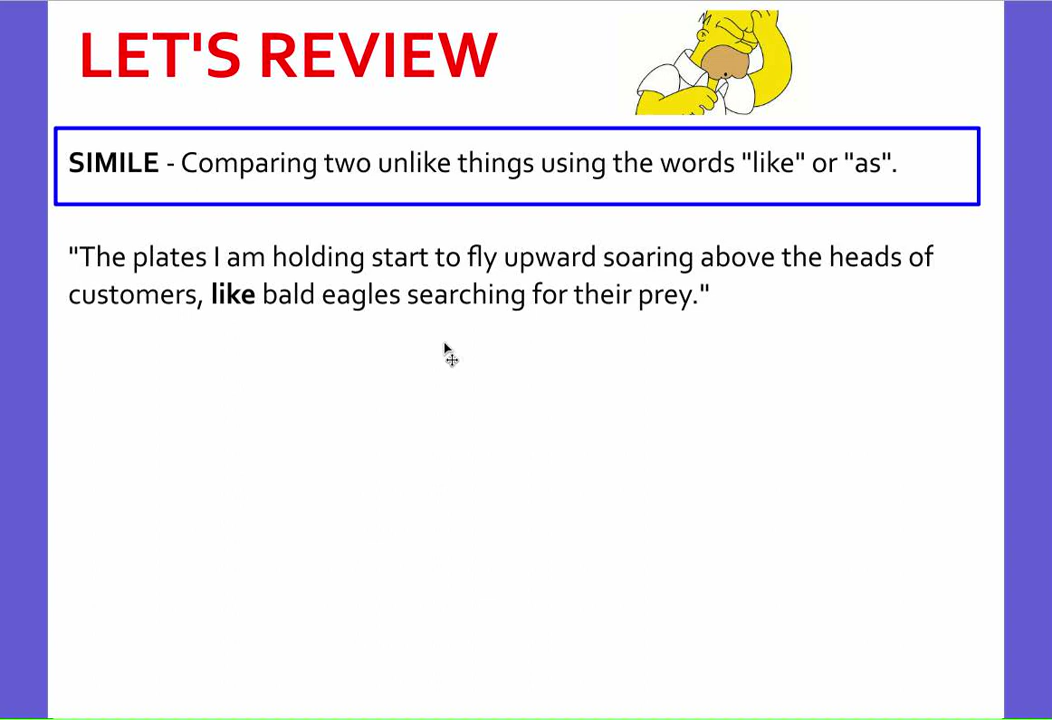 LET'S REVIEW
SIMILE - Comparing two unlike things using the words "like" or "as".
"The plates I am holding start to fly upward soaring above the heads of
customers, like bald eagles searching for their prey."